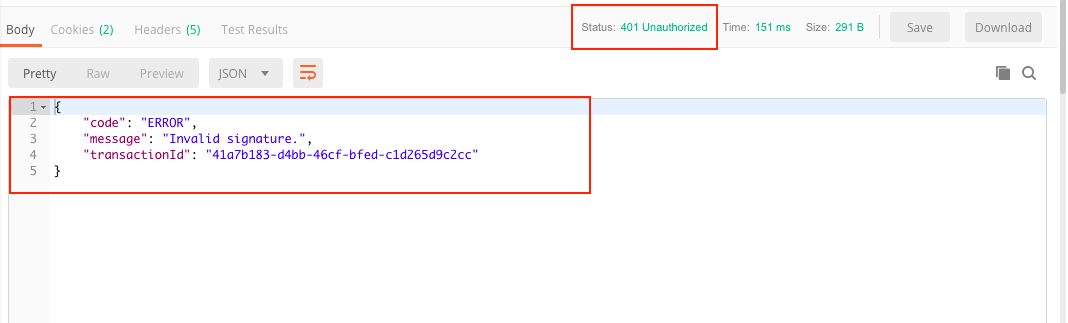 Body Cookies (2) Headers (5) Test Results Status: 401 Unauthorized Time: 151 ms Size: 291 B Save Download
Pretty Raw Preview JSON
1 {
2 "code": "ERROR",
3 "message": "Invalid signature.",
4 "transactionId": "41a7b183-d4bb-46cf-bfed-c1d265d9c2cc"
5 }